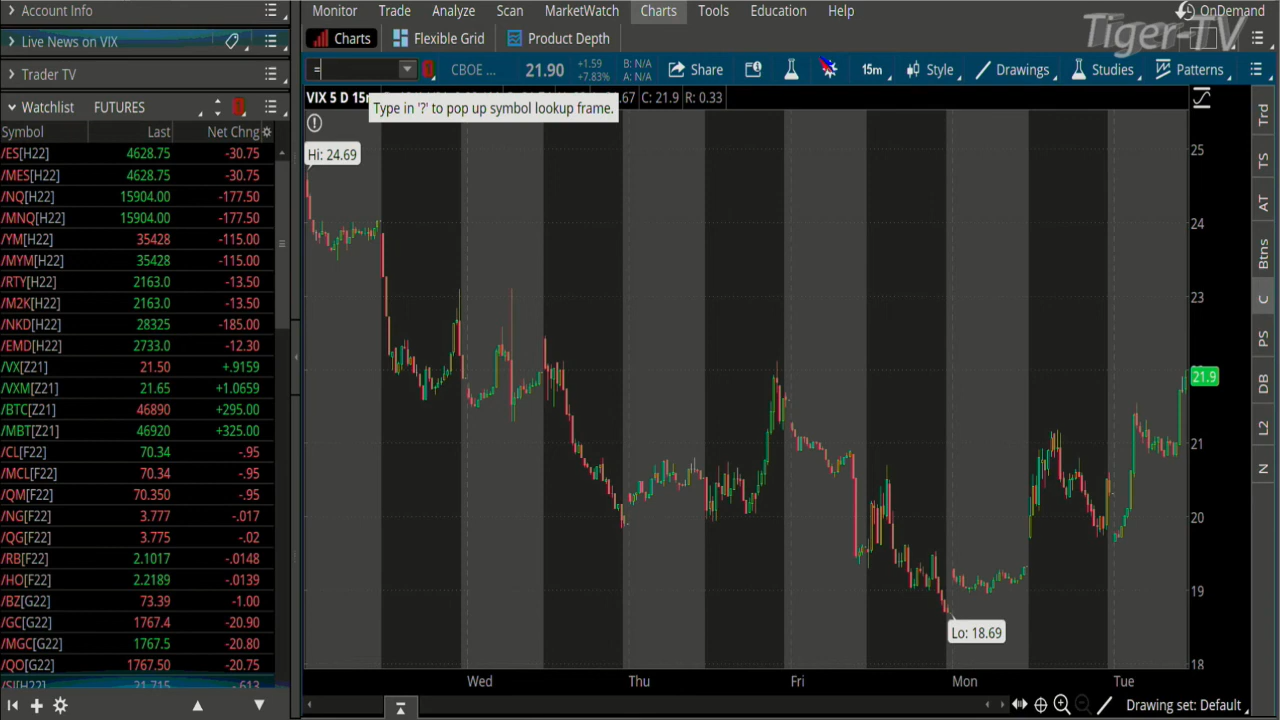 Account Info
Monitor Trade Analyze Scan MarketWatch Charts Tools Education Help
OnDemand
Tiger-TV
Live News on VIX
Charts Flexible Grid Product Depth
Trader TV
= CBOE ... 21.90 +1.59 +7.83% B: N/A A: N/A Share 15m Style Drawings Studies Patterns
Watchlist FUTURES
VIX 5 D 15m .67 C: 21.9 R: 0.33
Type in '?' to pop up symbol lookup frame.
Symbol Last Net Chng
/ES[H22] 4628.75 -30.75
/MES[H22] 4628.75 -30.75
/NQ[H22] 15904.00 -177.50
/MNQ[H22] 15904.00 -177.50
/YM[H22] 35428 -115.00
/MYM[H22] 35428 -115.00
/RTY[H22] 2163.0 -13.50
/M2K[H22] 2163.0 -13.50
/NKD[H22] 28325 -185.00
/EMD[H22] 2733.0 -12.30
/VX[Z21] 21.50 +.9159
/VXM[Z21] 21.65 +1.0659
/BTC[Z21] 46890 +295.00
/MBT[Z21] 46920 +325.00
/CL[F22] 70.34 -.95
/MCL[F22] 70.34 -.95
/QM[F22] 70.350 -.95
/NG[F22] 3.777 -.017
/QG[F22] 3.777 -.02
/RB[F22] 2.1017 -.0148
/HO[F22] 2.2189 -.0139
/BZ[G22] 73.39 -1.00
/GC[G22] 1767.4 -20.90
/MGC[G22] 1767.5 -20.80
/QO[G22] 1767.50 -20.75
/SI[H22] 21.715 -.613
Hi: 24.69
Lo: 18.69
25
24
23
21.9
21
20
19
18
Wed Thu Fri Mon Tue
Drawing set: Default
Trd
TS
AT
Btns
C
PS
DB
L2
N